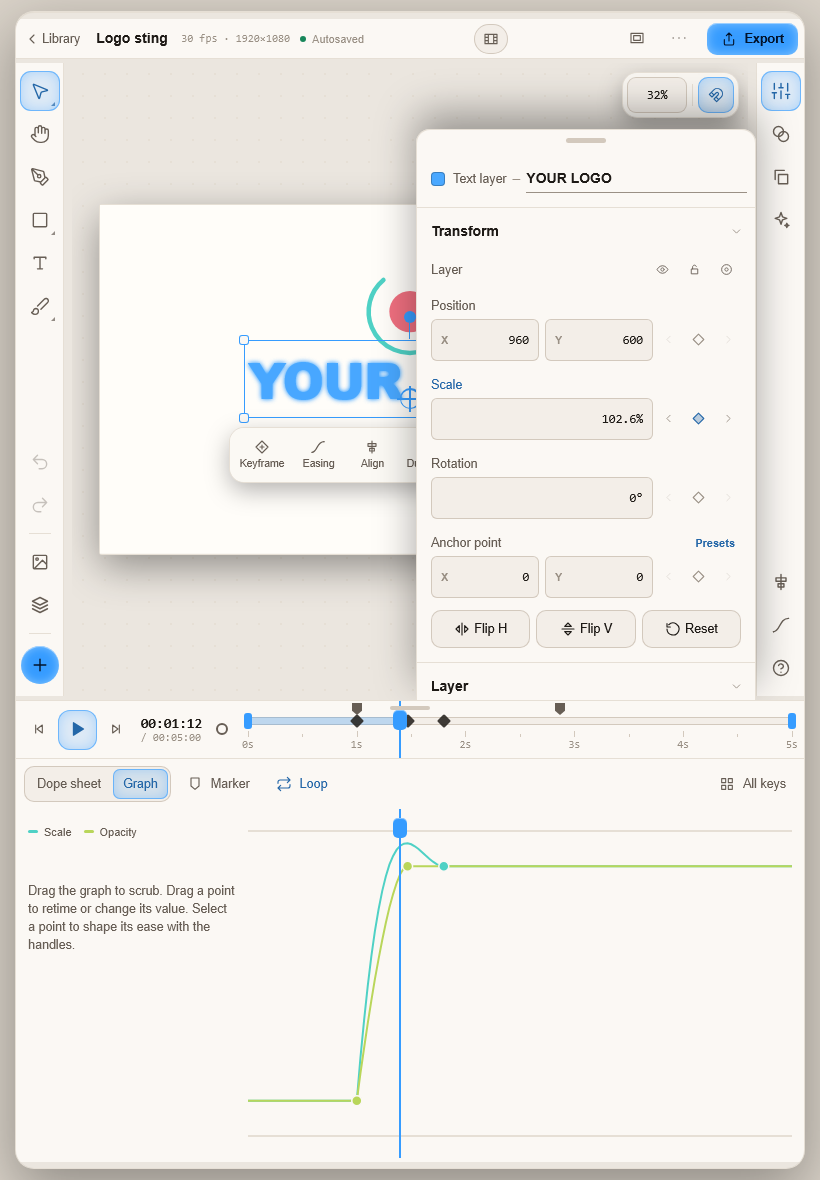 Library Logo sting 30 fps · 1920×1080 Autosaved Export
32%
Text layer – YOUR LOGO
Transform
Layer
Position
X 960 Y 600
Scale
102.6%
Rotation
0°
Anchor point Presets
X 0 Y 0
Flip H Flip V Reset
Layer
YOUR
Keyframe Easing Align
00:01:12
/ 00:05:00
0s 1s 2s 3s 4s 5s
Dope sheet Graph Marker Loop All keys
Scale Opacity
Drag the graph to scrub. Drag a point
to retime or change its value. Select
a point to shape its ease with the
handles.